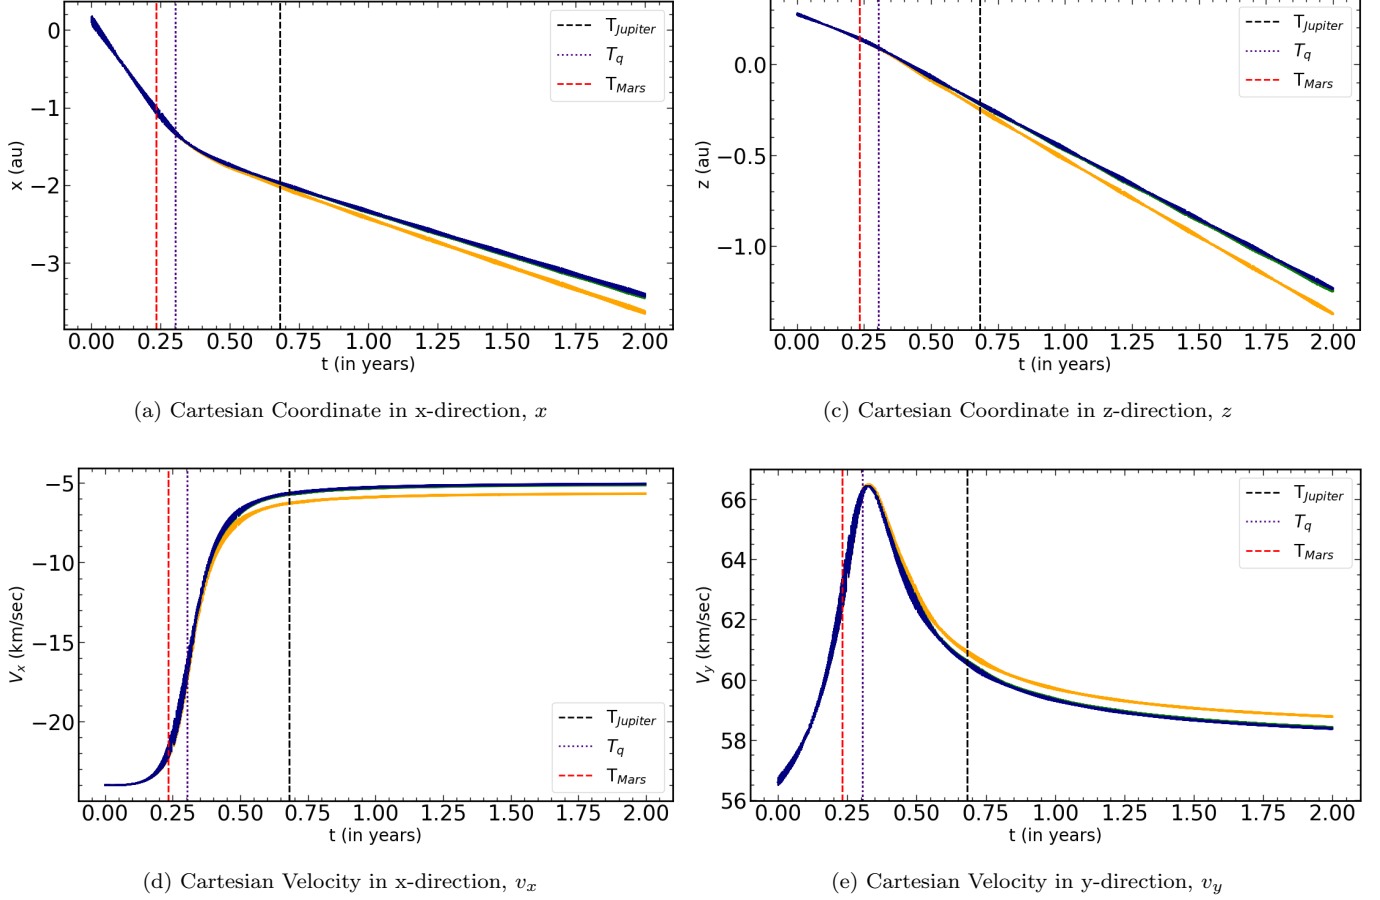 0
−1
−2
−3
x (au)
T_Jupiter
T_q
T_Mars
0.00 0.25 0.50 0.75 1.00 1.25 1.50 1.75 2.00
t (in years)
(a) Cartesian Coordinate in x-direction, x
0.0
−0.5
−1.0
z (au)
T_Jupiter
T_q
T_Mars
0.00 0.25 0.50 0.75 1.00 1.25 1.50 1.75 2.00
t (in years)
(c) Cartesian Coordinate in z-direction, z
−5
−10
−15
−20
V_x (km/sec)
T_Jupiter
T_q
T_Mars
0.00 0.25 0.50 0.75 1.00 1.25 1.50 1.75 2.00
t (in years)
(d) Cartesian Velocity in x-direction, v_x
66
64
62
60
58
56
V_y (km/sec)
T_Jupiter
T_q
T_Mars
0.00 0.25 0.50 0.75 1.00 1.25 1.50 1.75 2.00
t (in years)
(e) Cartesian Velocity in y-direction, v_y